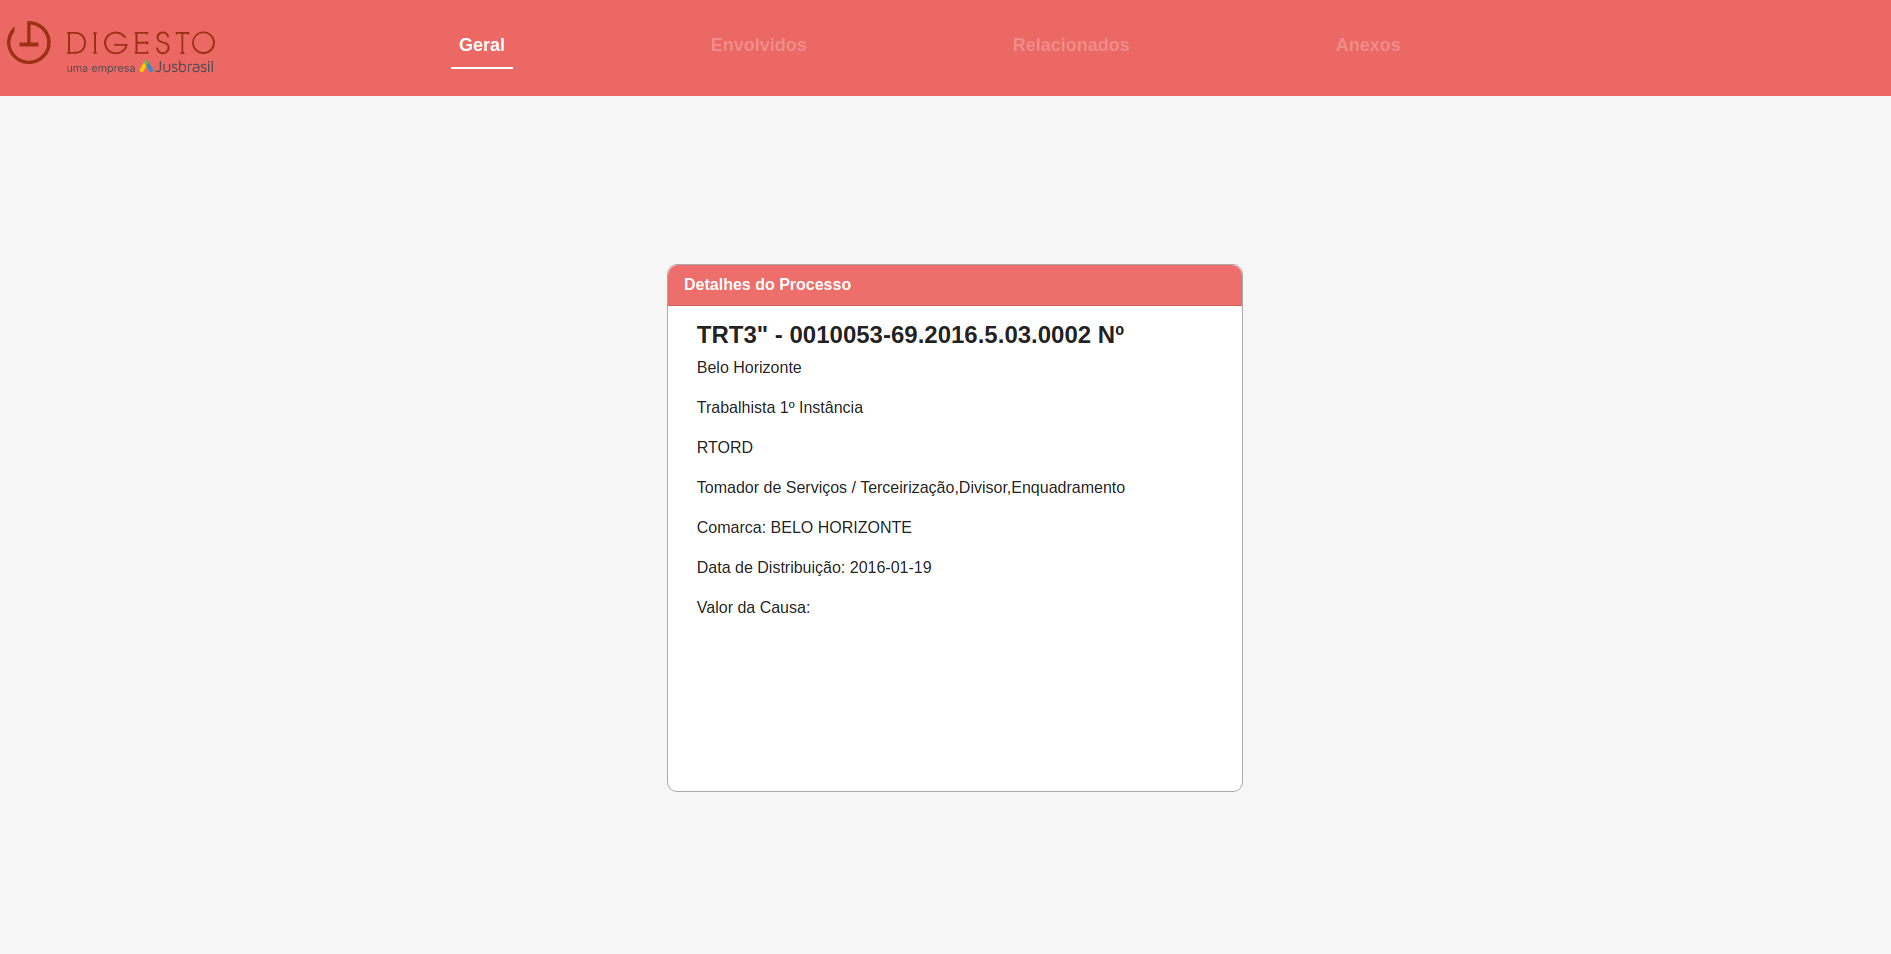 DIGESTO
uma empresa Jusbrasil
Geral
Envolvidos
Relacionados
Anexos
Detalhes do Processo
TRT3" - 0010053-69.2016.5.03.0002 Nº
Belo Horizonte
Trabalhista 1º Instância
RTORD
Tomador de Serviços / Terceirização,Divisor,Enquadramento
Comarca: BELO HORIZONTE
Data de Distribuição: 2016-01-19
Valor da Causa: